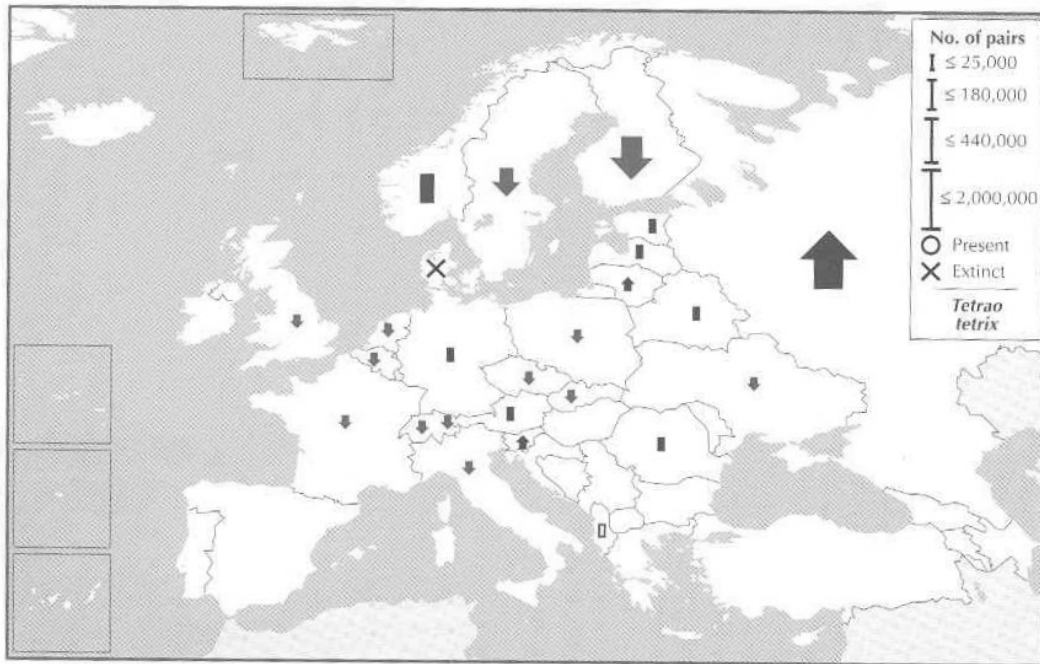 No. of pairs
≤ 25,000
≤ 180,000
≤ 440,000
≤ 2,000,000
Present
Extinct
Tetrao
tetrix